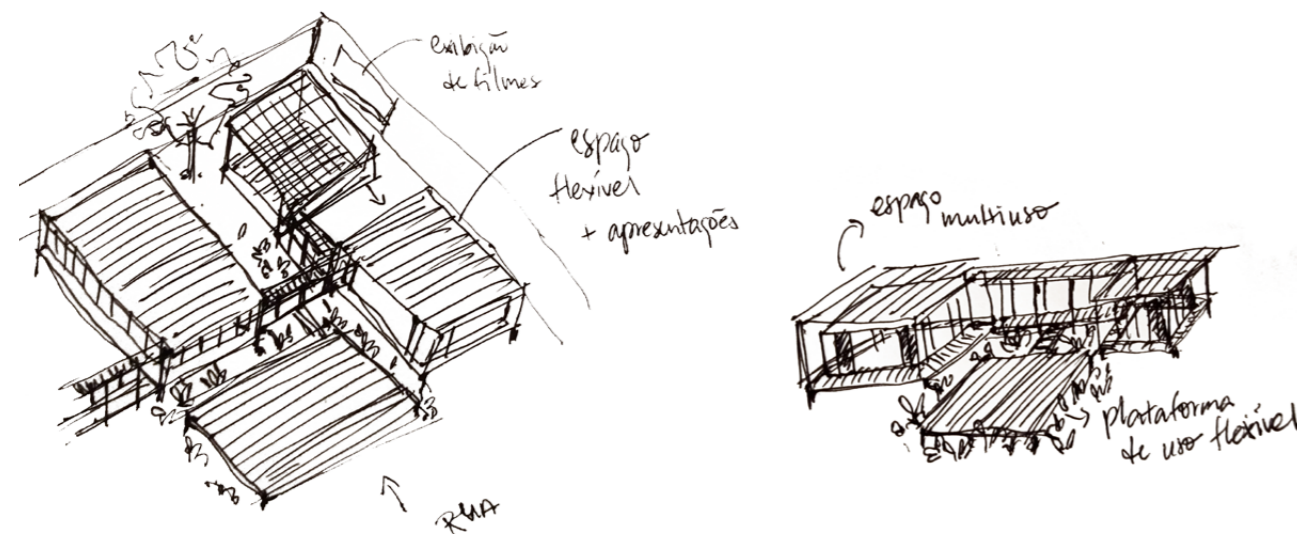 exibição
de filmes
espaço
flexível
+ apresentações
RUA
espaço multiuso
plataforma
de uso flexível